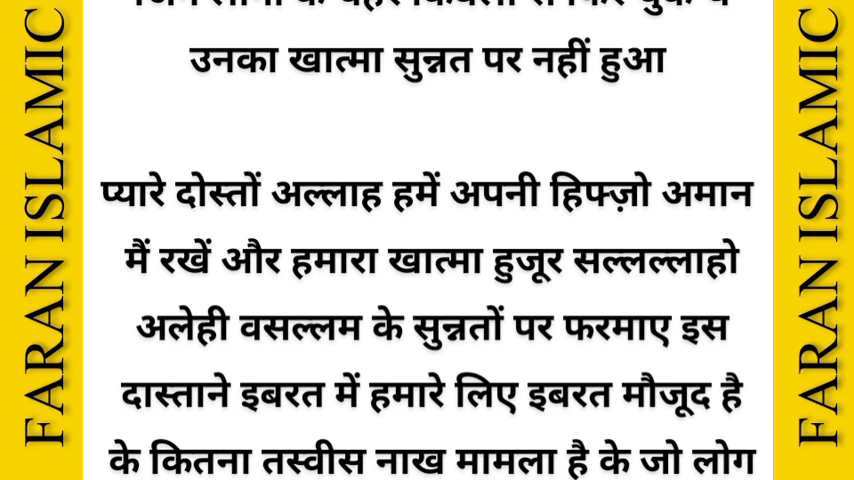 FARAN ISLAMIC
उनका खात्मा सुन्नत पर नहीं हुआ
प्यारे दोस्तों अल्लाह हमें अपनी हिफ्ज़ो अमान
मैं रखें और हमारा खात्मा हुजूर सल्लल्लाहो
अलेही वसल्लम के सुन्नतों पर फरमाए इस
दास्ताने इबरत में हमारे लिए इबरत मौजूद है
के कितना तस्वीस नाख मामला है के जो लोग
FARAN ISLAMIC